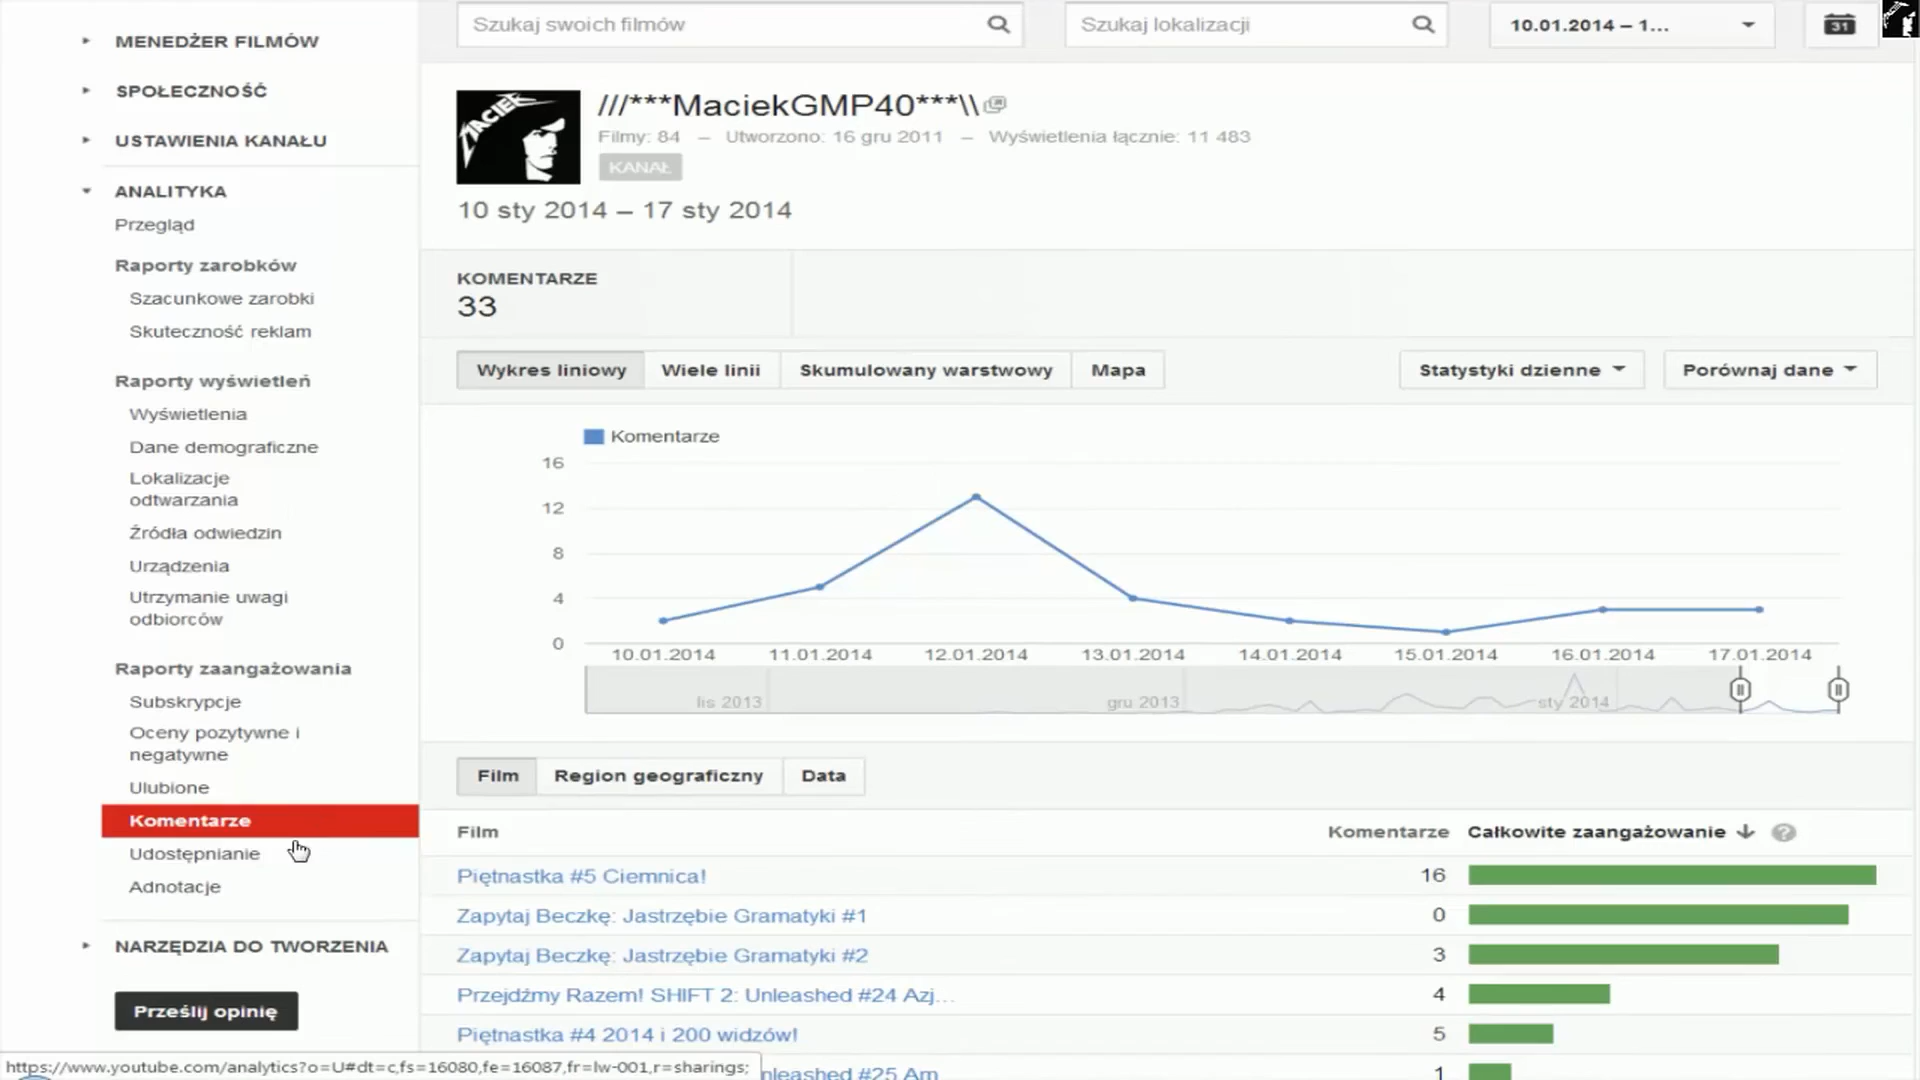 MENEDŻER FILMÓW
SPOŁECZNOŚĆ
USTAWIENIA KANAŁU
ANALITYKA
Przegląd
Raporty zarobków
Szacunkowe zarobki
Skuteczność reklam
Raporty wyświetleń
Wyświetlenia
Dane demograficzne
Lokalizacje
odtwarzania
Źródła odwiedzin
Urządzenia
Utrzymanie uwagi
odbiorców
Raporty zaangażowania
Subskrypcje
Oceny pozytywne i
negatywne
Ulubione
Komentarze
Udostępnianie
Adnotacje
NARZĘDZIA DO TWORZENIA
Prześlij opinię
https://www.youtube.com/analytics?o=U#dt=c,fs=16080,fe=16087,fr=lw-001,r=sharings;
Szukaj swoich filmów
Szukaj lokalizacji
10.01.2014 – 1...
31
MACIEK
///***MaciekGMP40***\\
Filmy: 84 – Utworzono: 16 gru 2011 – Wyświetlenia łącznie: 11 483
KANAŁ
10 sty 2014 – 17 sty 2014
KOMENTARZE
33
Wykres liniowy Wiele linii Skumulowany warstwowy Mapa
Statystyki dzienne Porównaj dane
Komentarze
16
12
8
4
0
10.01.2014 11.01.2014 12.01.2014 13.01.2014 14.01.2014 15.01.2014 16.01.2014 17.01.2014
lis 2013 gru 2013 sty 2014
Film Region geograficzny Data
Film Komentarze Całkowite zaangażowanie ?
Piętnastka #5 Ciemnica! 16
Zapytaj Beczkę: Jastrzębie Gramatyki #1 0
Zapytaj Beczkę: Jastrzębie Gramatyki #2 3
Przejdźmy Razem! SHIFT 2: Unleashed #24 Azj... 4
Piętnastka #4 2014 i 200 widzów! 5
#25 1